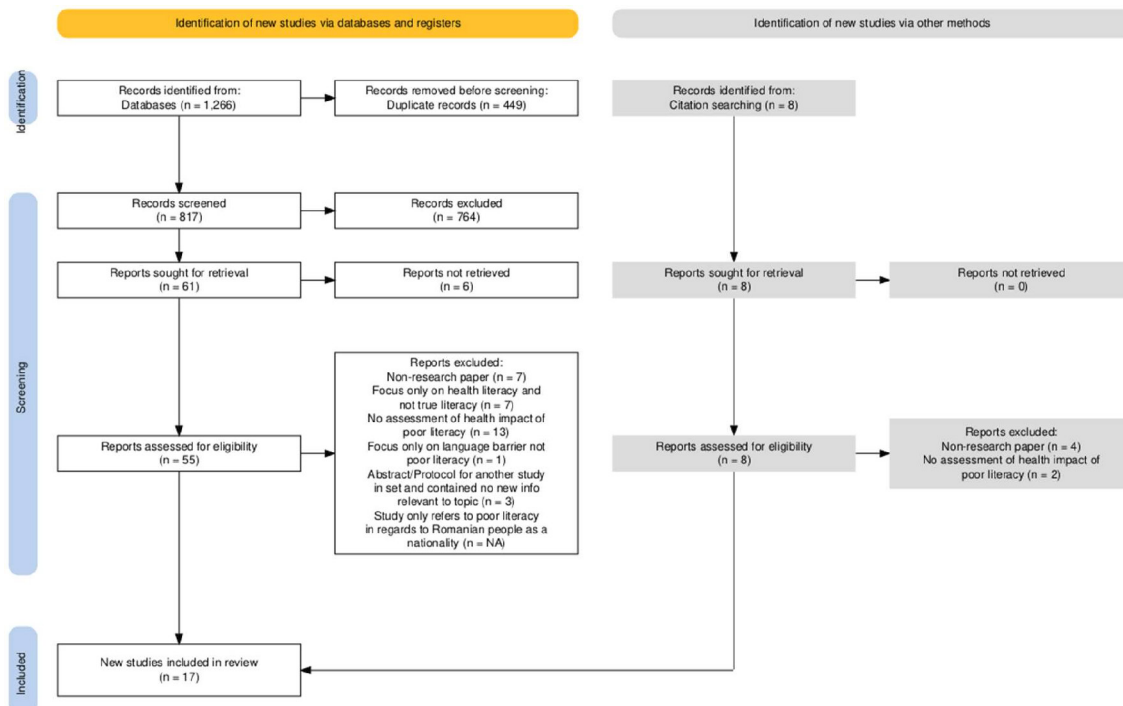 Identification of new studies via databases and registers
Identification of new studies via other methods
Identification
Records identified from:
Databases (n = 1,266)
Records removed before screening:
Duplicate records (n = 449)
Records identified from:
Citation searching (n = 8)
Screening
Records screened
(n = 817)
Records excluded
(n = 764)
Reports sought for retrieval
(n = 61)
Reports not retrieved
(n = 6)
Reports sought for retrieval
(n = 8)
Reports not retrieved
(n = 0)
Reports assessed for eligibility
(n = 55)
Reports excluded:
Non-research paper (n = 7)
Focus only on health literacy and
not true literacy (n = 7)
No assessment of health impact of
poor literacy (n = 13)
Focus only on language barrier not
poor literacy (n = 1)
Abstract/Protocol for another study
in set and contained no new info
relevant to topic (n = 3)
Study only refers to poor literacy
in regards to Romanian people as a
nationality (n = NA)
Reports assessed for eligibility
(n = 8)
Reports excluded:
Non-research paper (n = 4)
No assessment of health impact of
poor literacy (n = 2)
Included
New studies included in review
(n = 17)